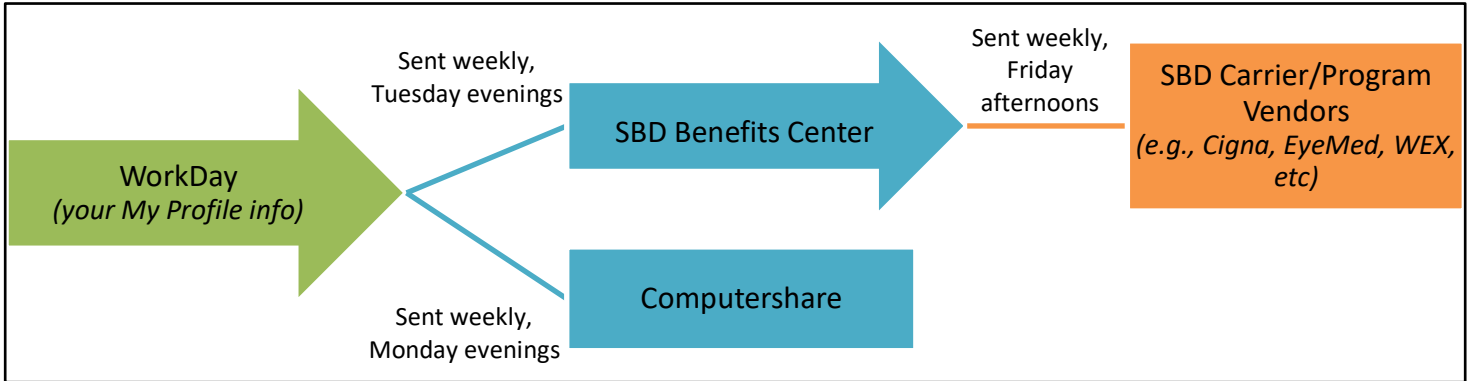 WorkDay
(your My Profile info)
Sent weekly,
Tuesday evenings
SBD Benefits Center
Sent weekly,
Friday
afternoons
SBD Carrier/Program
Vendors
(e.g., Cigna, EyeMed, WEX,
etc)
Sent weekly,
Monday evenings
Computershare